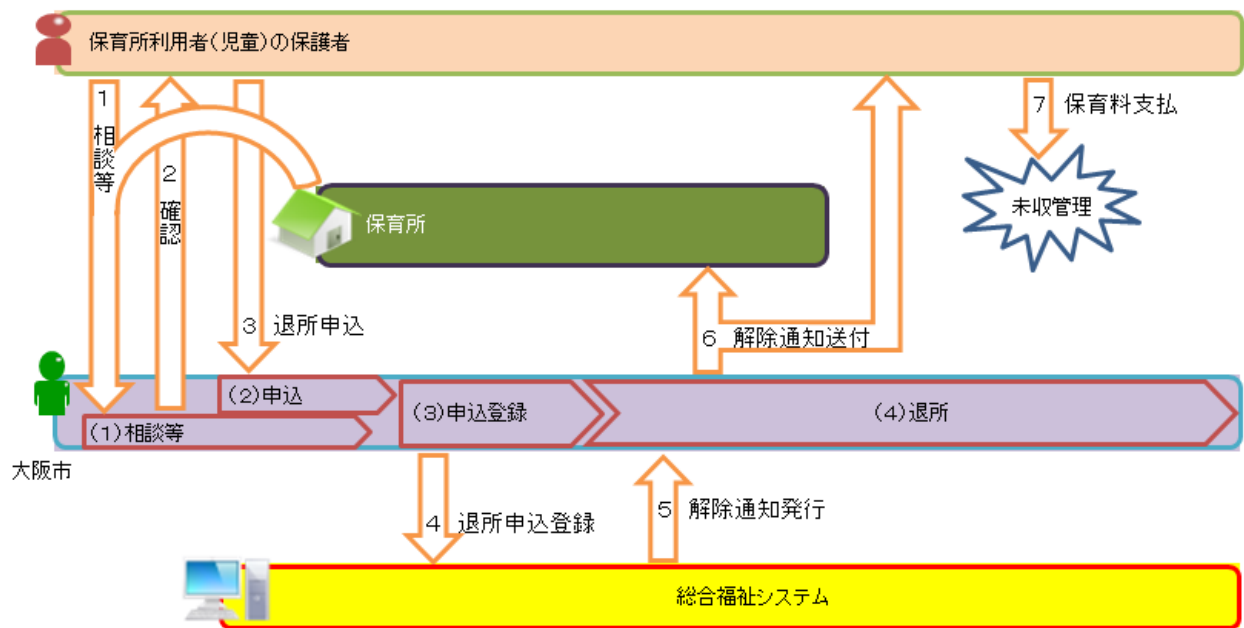 保育所利用者(児童)の保護者
1 相談等
2 確認
7 保育料支払
未収管理
保育所
3 退所申込
6 解除通知送付
(2)申込
(1)相談等
(3)申込登録
(4)退所
大阪市
4 退所申込登録
5 解除通知発行
総合福祉システム